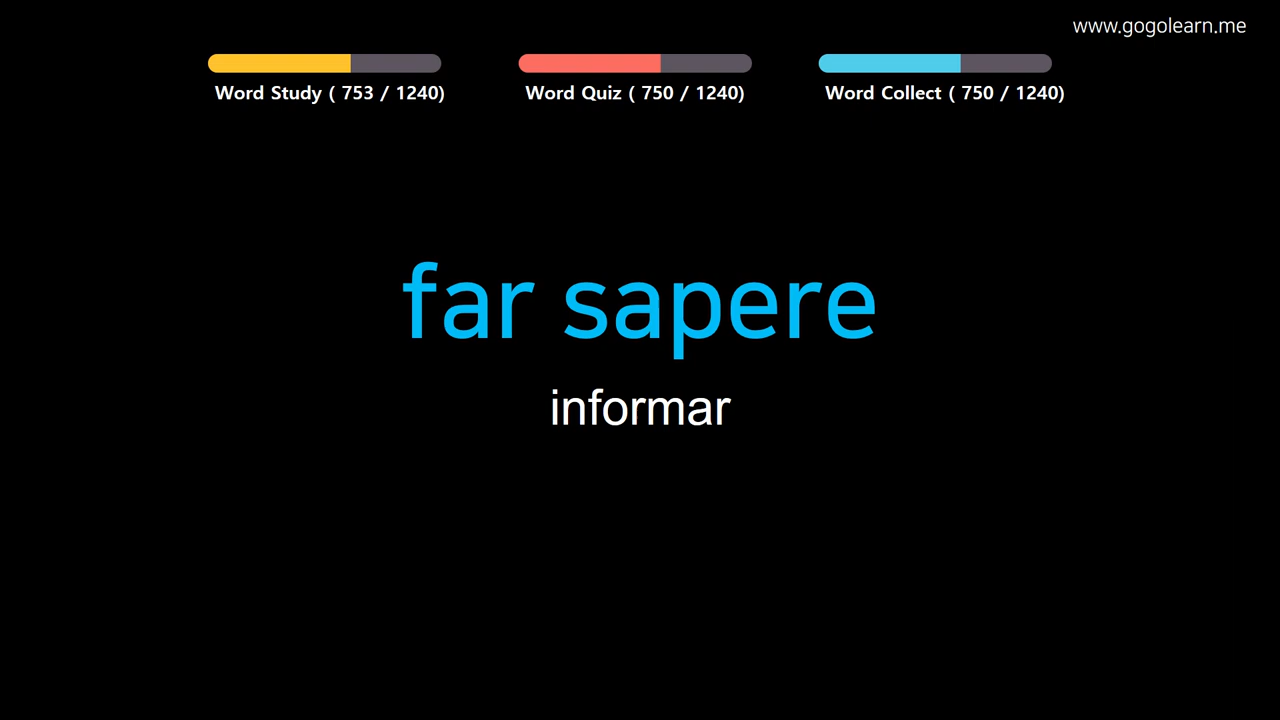 www.gogolearn.me
Word Study ( 753 / 1240)
Word Quiz ( 750 / 1240)
Word Collect ( 750 / 1240)
far sapere
informar